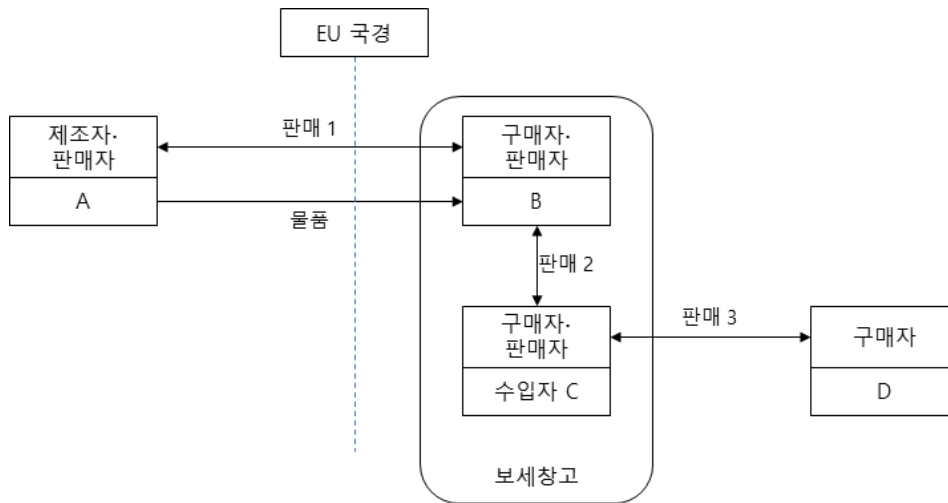 EU 국경
제조자·
판매자
A
판매 1
물품
구매자·
판매자
B
판매 2
구매자·
판매자
수입자 C
판매 3
구매자
D
보세창고